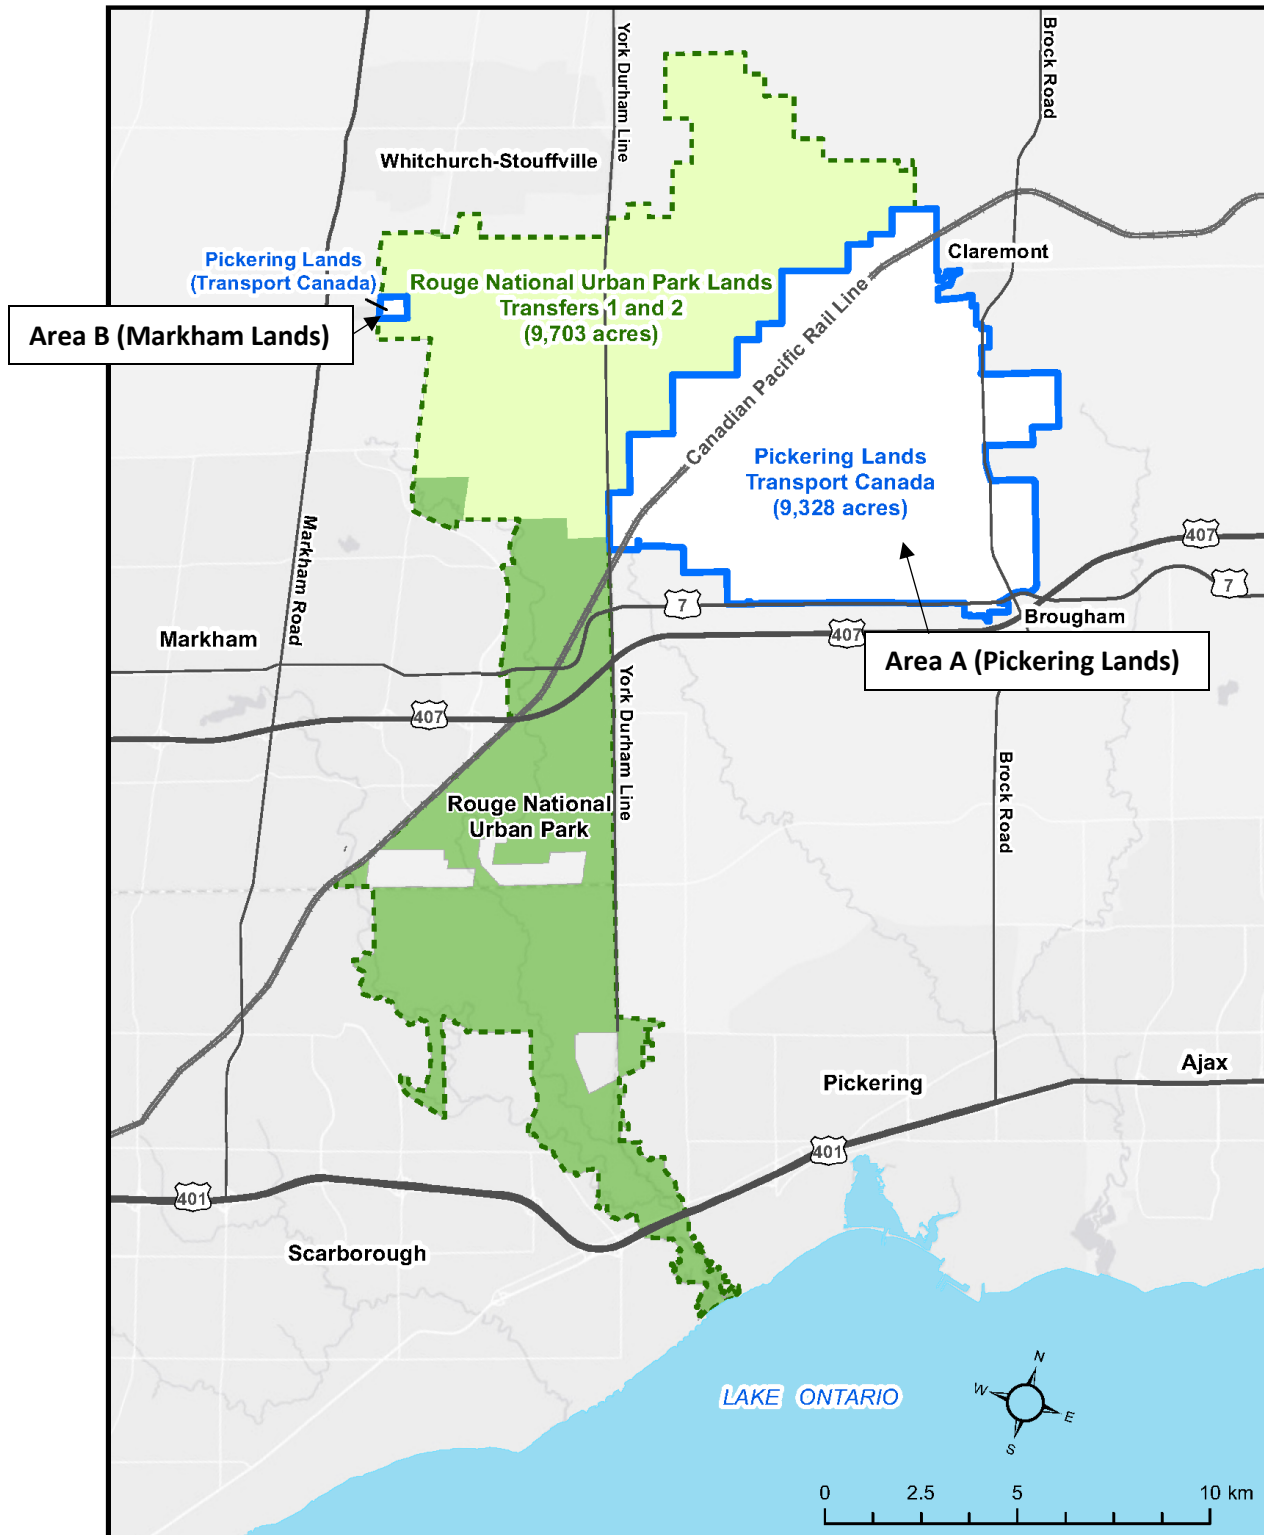 York Durham Line
Brock Road
Whitchurch-Stouffville
Claremont
Pickering Lands
(Transport Canada)
Rouge National Urban Park Lands
Transfers 1 and 2
(9,703 acres)
Area B (Markham Lands)
Canadian Pacific Rail Line
Pickering Lands
Transport Canada
(9,328 acres)
Markham Road
407
7
7
Brougham
407
Markham
Area A (Pickering Lands)
407
York Durham Line
Brock Road
Rouge National
Urban Park
Ajax
Pickering
401
401
Scarborough
LAKE ONTARIO
N
W
E
S
0 2.5 5 10 km